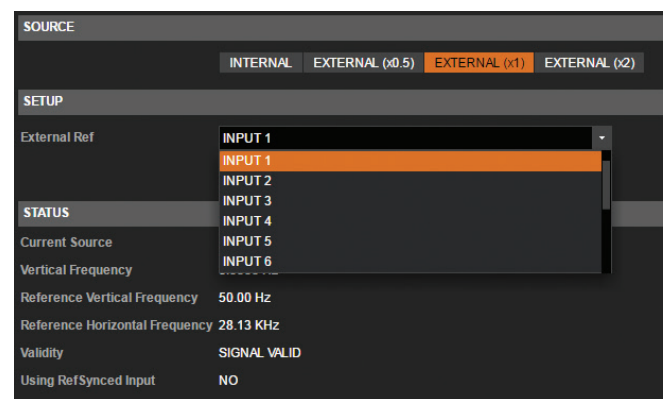 SOURCE
INTERNAL EXTERNAL (x0.5) EXTERNAL (x1) EXTERNAL (x2)
SETUP
External Ref INPUT 1
INPUT 1
INPUT 2
INPUT 3
INPUT 4
INPUT 5
INPUT 6
STATUS
Current Source
Vertical Frequency
Reference Vertical Frequency 50.00 Hz
Reference Horizontal Frequency 28.13 KHz
Validity SIGNAL VALID
Using RefSynced Input NO